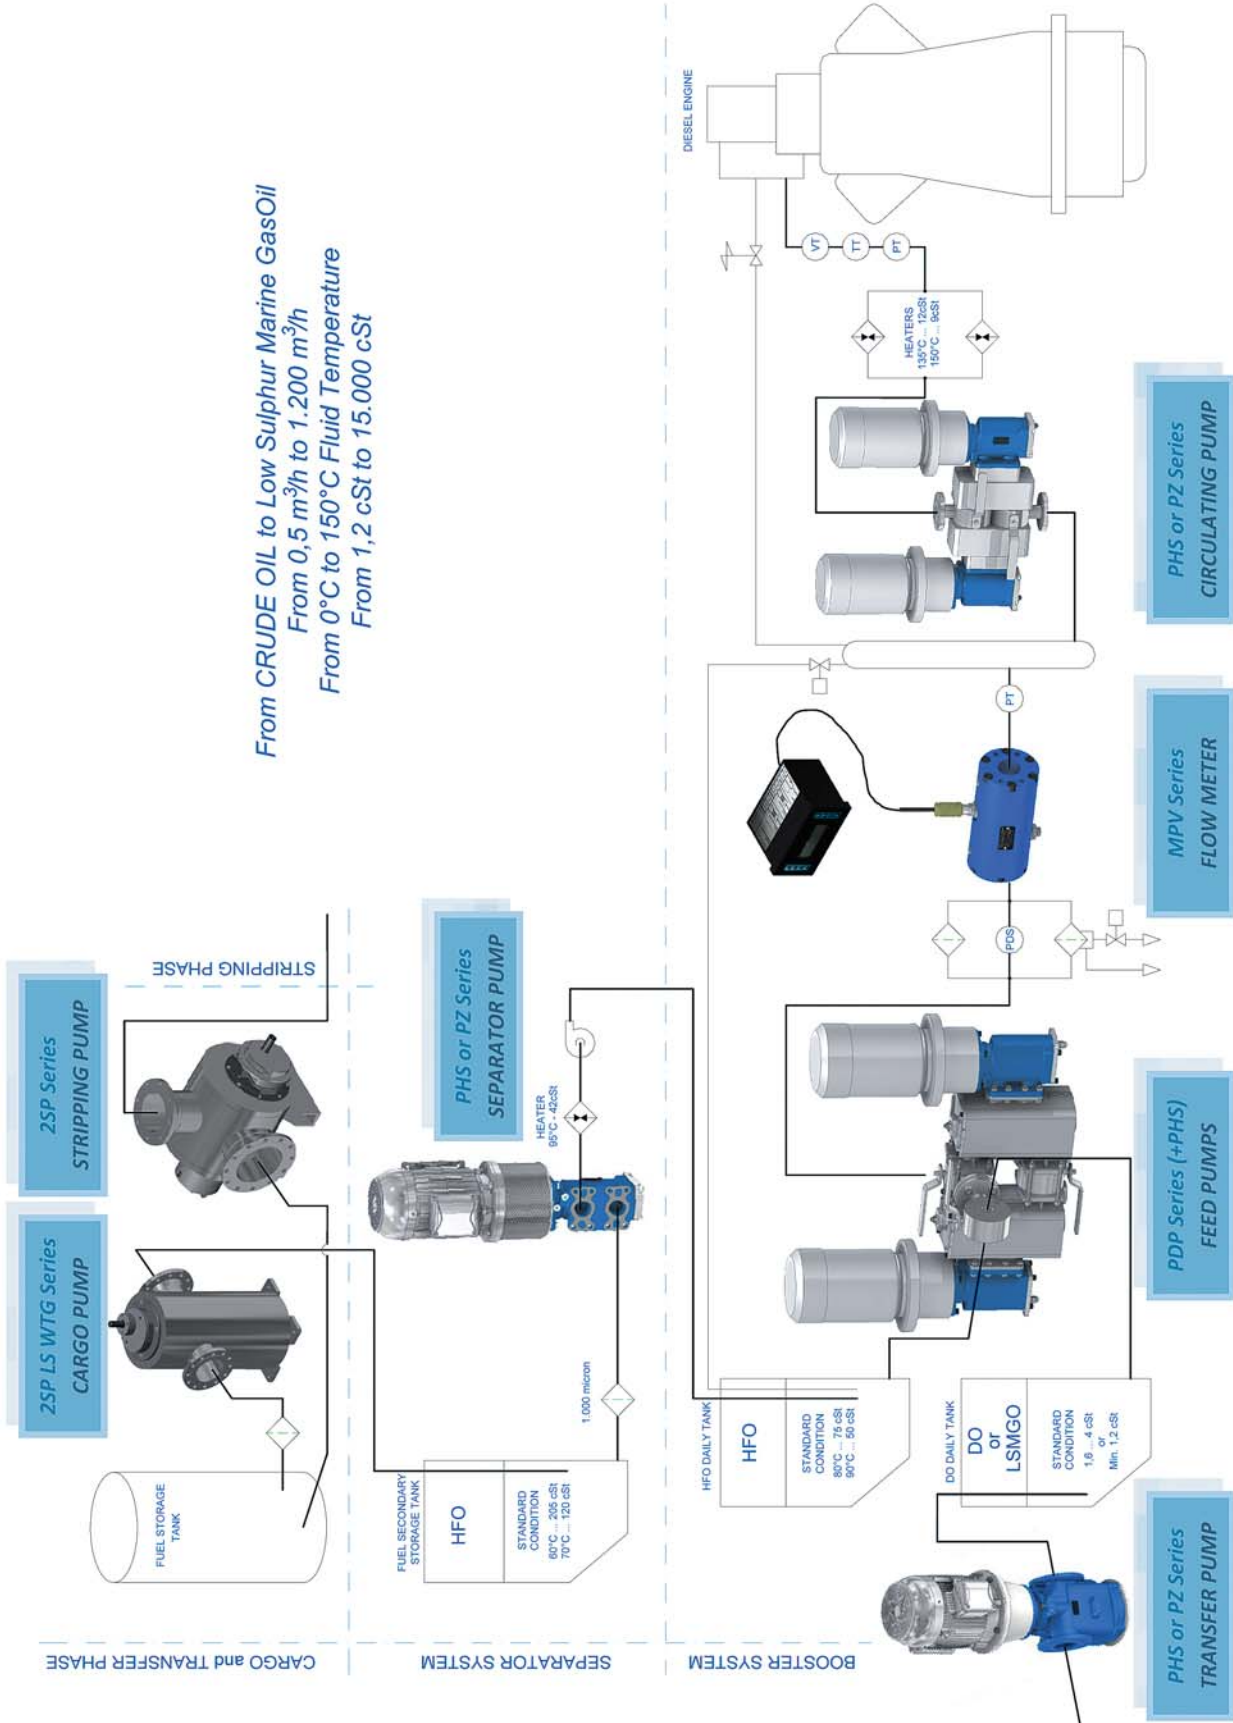 From CRUDE OIL to Low Sulphur Marine GasOil
From 0,5 m³/h to 1.200 m³/h
From 0°C to 150°C Fluid Temperature
From 1,2 cSt to 15.000 cSt
CARGO and TRANSFER PHASE
STRIPPING PHASE
2SP LS WTG Series
CARGO PUMP
2SP Series
STRIPPING PUMP
FUEL STORAGE
TANK
SEPARATOR SYSTEM
FUEL SECONDARY
STORAGE TANK
HFO
STANDARD
CONDITION
60°C ... 205 cSt
70°C ... 120 cSt
1.000 micron
HEATER
95°C - 42cSt
PHS or PZ Series
SEPARATOR PUMP
BOOSTER SYSTEM
HFO DAILY TANK
HFO
STANDARD
CONDITION
80°C ... 75 cSt
90°C ... 50 cSt
DO DAILY TANK
DO
or
LSMGO
STANDARD
CONDITION
1,6 ... 4 cSt
or
Min. 1,2 cSt
PDS
PT
HEATERS
135°C ... 12cSt
150°C ... 9cSt
VT
TT
PT
DIESEL ENGINE
PHS or PZ Series
TRANSFER PUMP
PDP Series (+PHS)
FEED PUMPS
MPV Series
FLOW METER
PHS or PZ Series
CIRCULATING PUMP